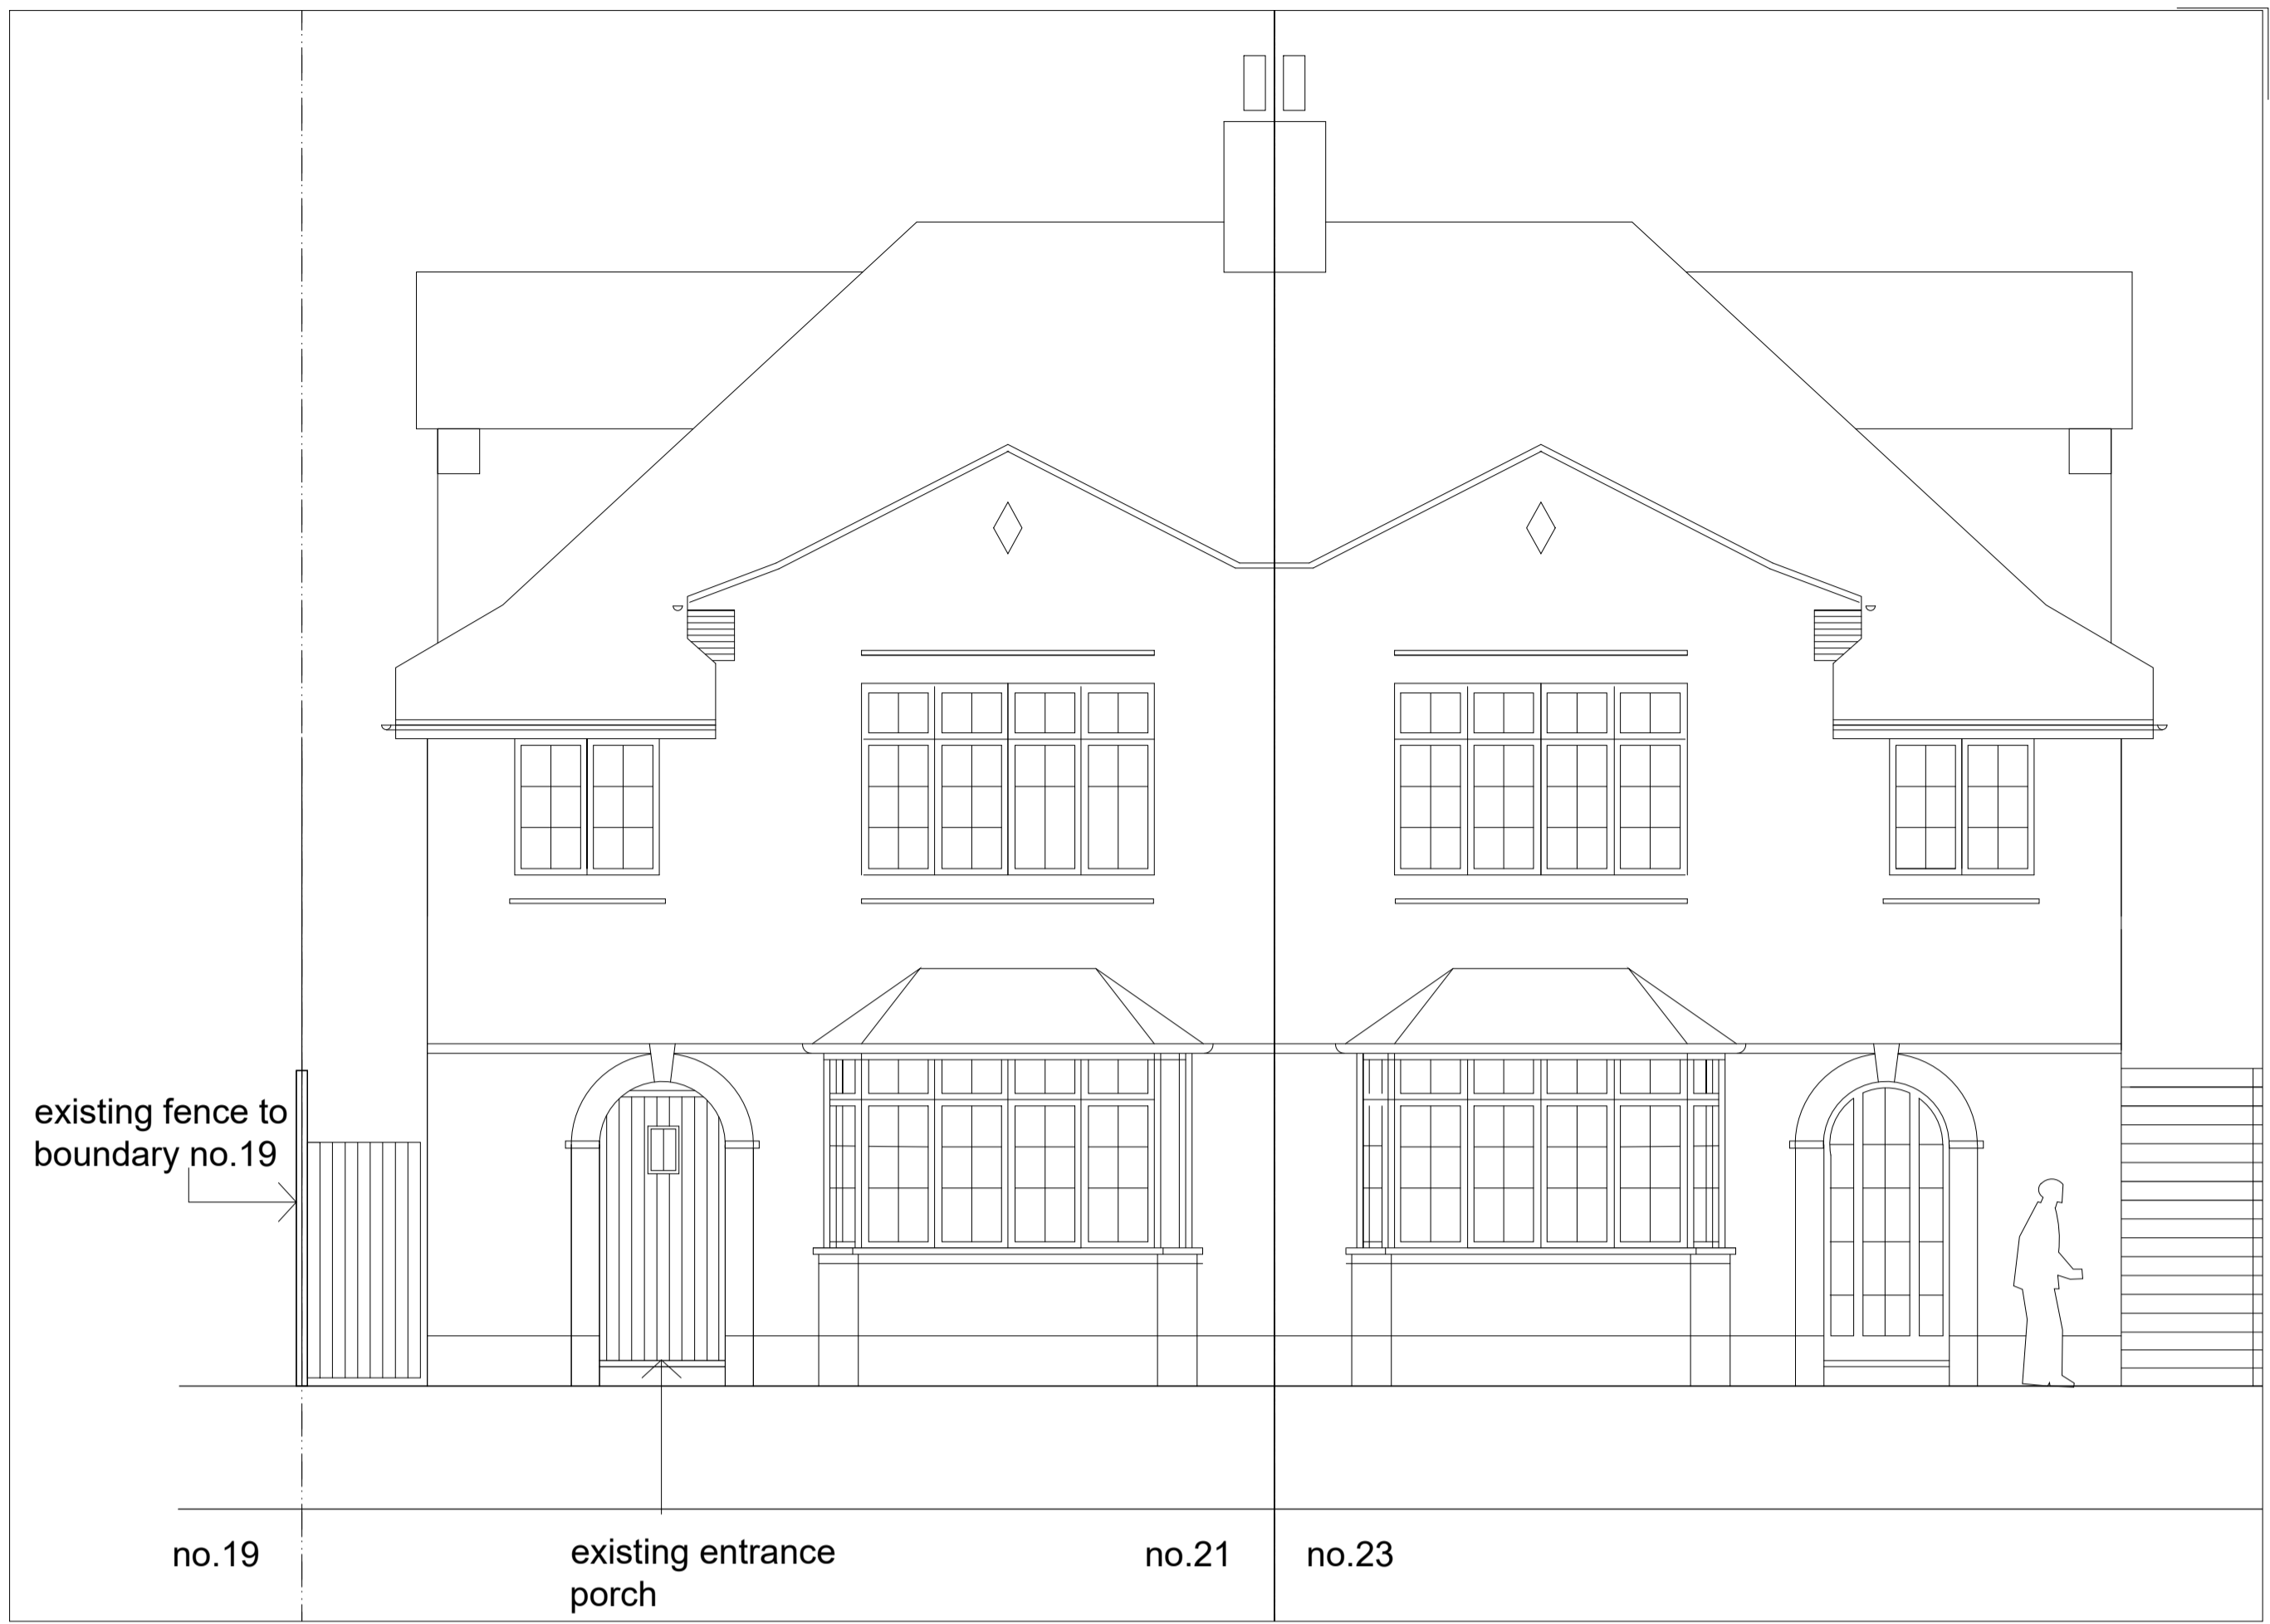 existing fence to
boundary no.19
no.19
existing entrance
porch
no.21
no.23